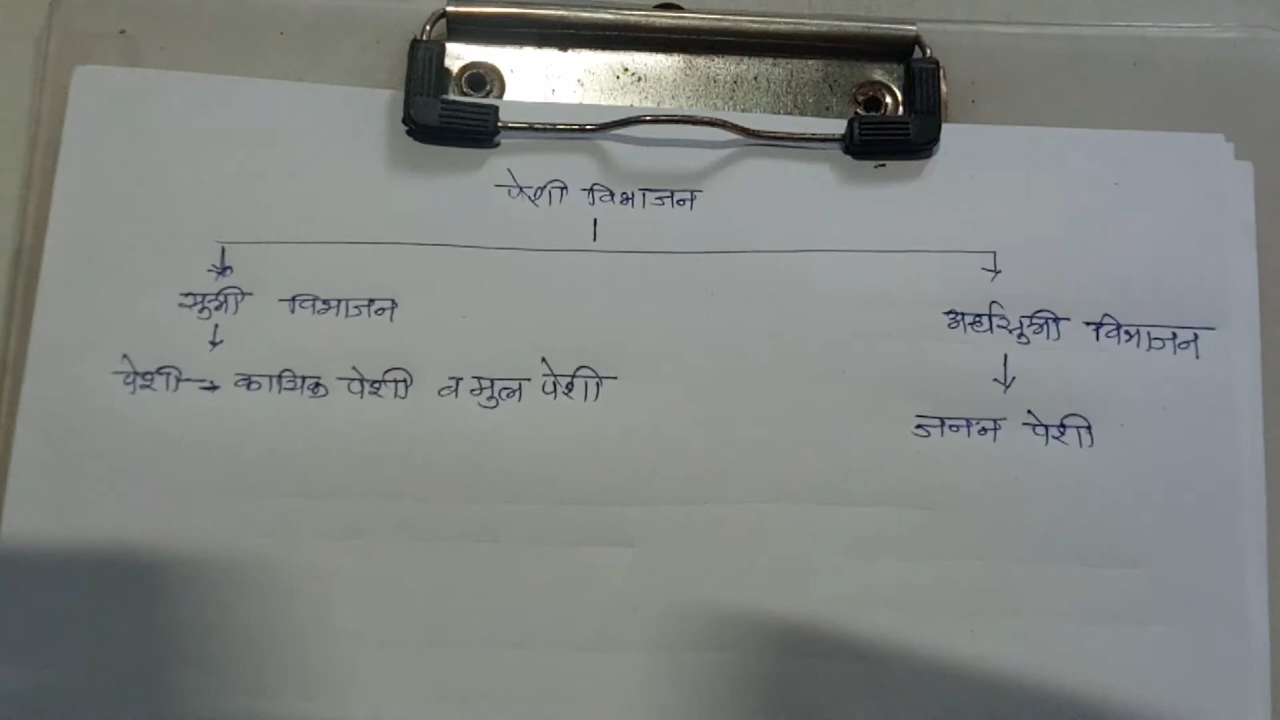 पेशी विभाजन
सुत्री विभाजन
अर्धसुत्री विभाजन
पेशी → कायिक पेशी व मुल पेशी
जनन पेशी